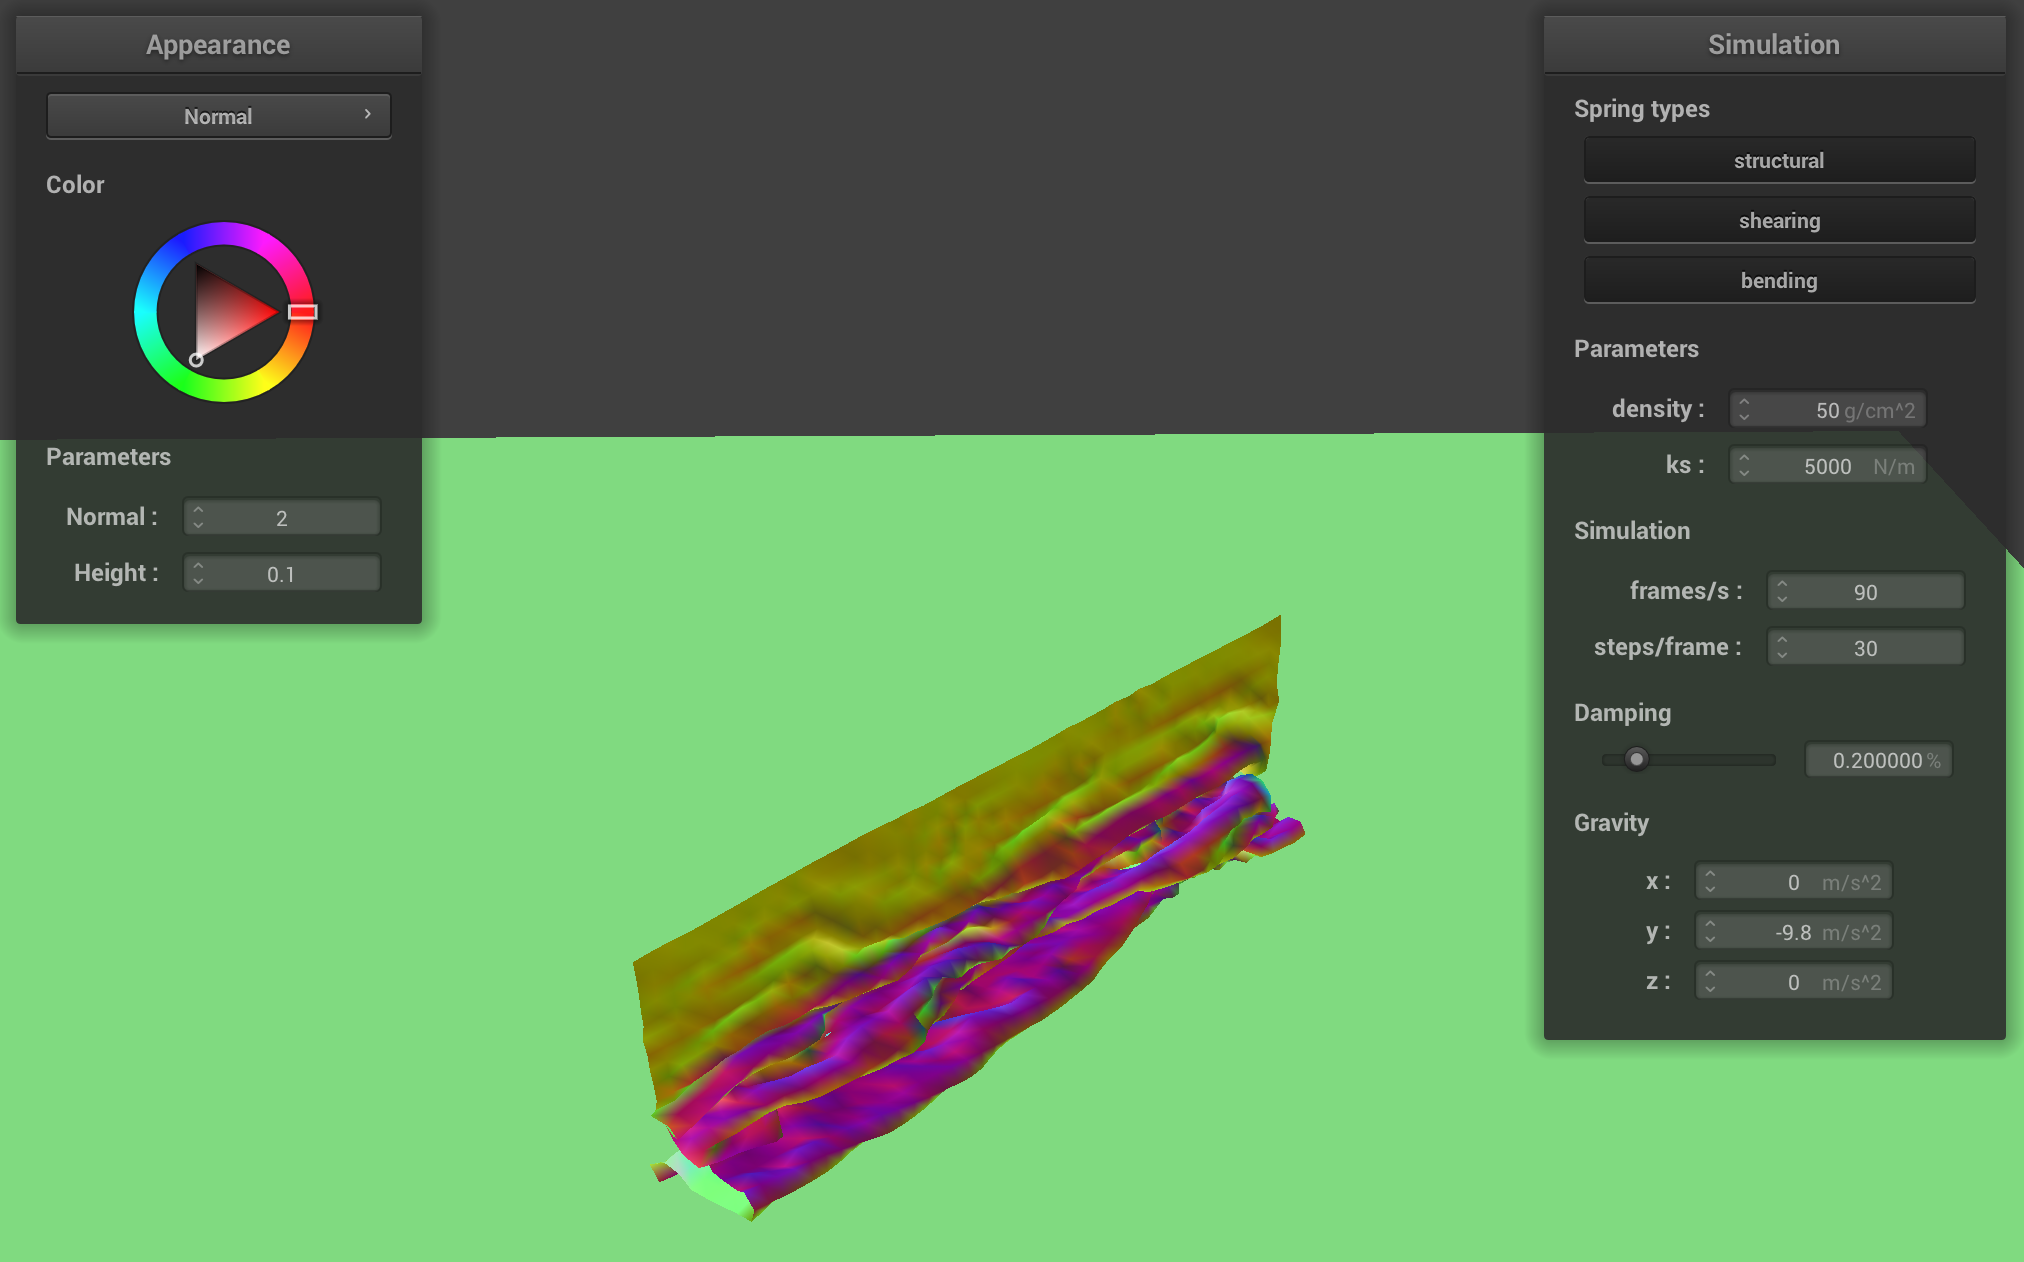 Appearance
Normal
Color
Parameters
Normal : 2
Height : 0.1
Simulation
Spring types
structural
shearing
bending
Parameters
density : 50 g/cm^2
ks : 5000 N/m
Simulation
frames/s : 90
steps/frame : 30
Damping
0.200000 %
Gravity
x : 0 m/s^2
y : -9.8 m/s^2
z : 0 m/s^2